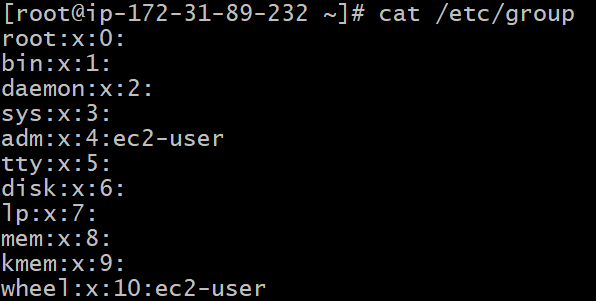 [root@ip-172-31-89-232 ~]# cat /etc/group
root:x:0:
bin:x:1:
daemon:x:2:
sys:x:3:
adm:x:4:ec2-user
tty:x:5:
disk:x:6:
lp:x:7:
mem:x:8:
kmem:x:9:
wheel:x:10:ec2-user